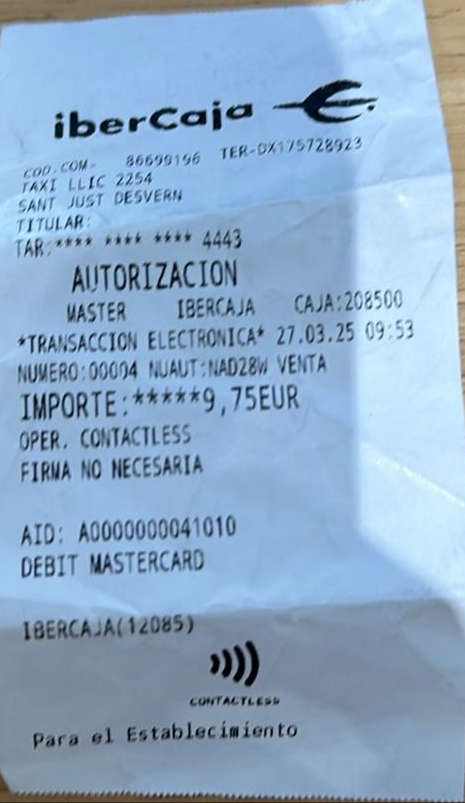 iberCaja
COD.COM- 86699196 TER-DX175728923
TAXI LLIC 2254
SANT JUST DESVERN
TITULAR:
TAR:**** **** **** 4443
AUTORIZACION
MASTER IBERCAJA CAJA:208500
*TRANSACCION ELECTRONICA* 27.03.25 09:53
NUMERO:00004 NUAUT:NAD28W VENTA
IMPORTE:*****9,75EUR
OPER. CONTACTLESS
FIRMA NO NECESARIA
AID: A0000000041010
DEBIT MASTERCARD
IBERCAJA(12085)
CONTACTLESS
Para el Establecimiento